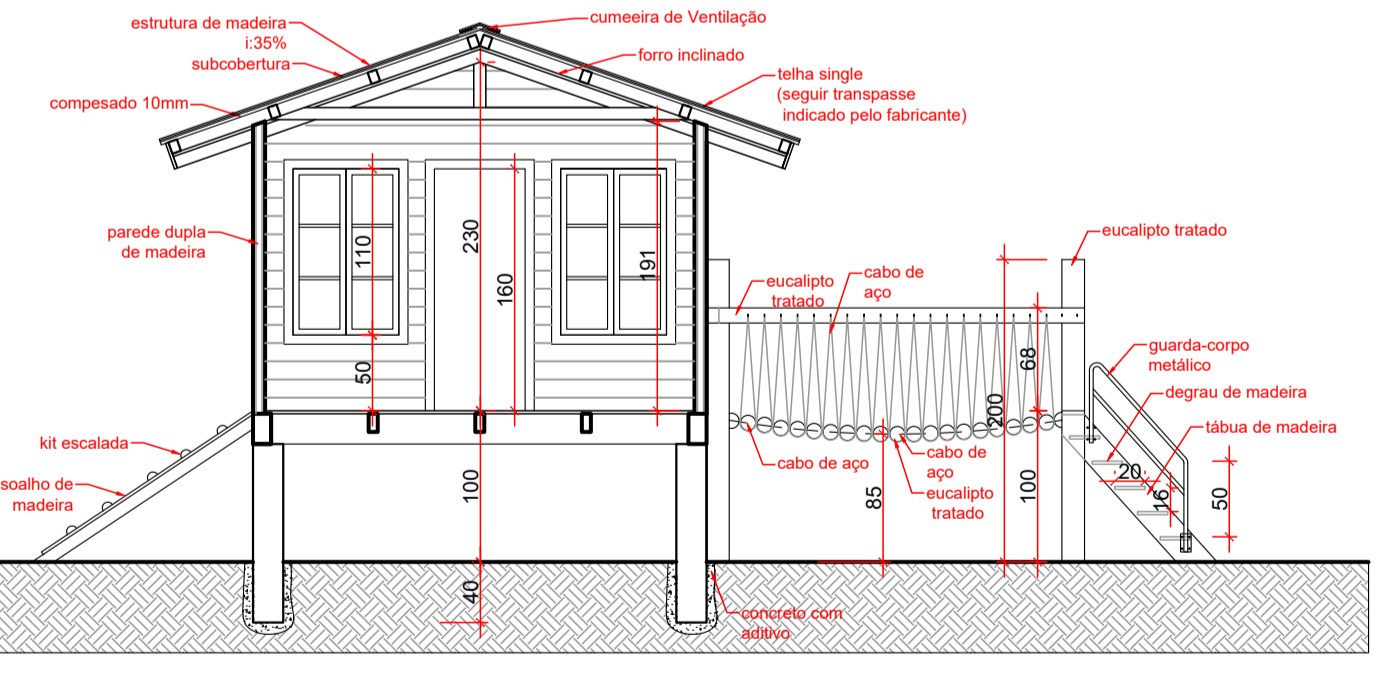 estrutura de madeira
i:35%
subcobertura
compesado 10mm
cumeeira de Ventilação
forro inclinado
telha single
(seguir transpasse
indicado pelo fabricante)
parede dupla
de madeira
110
50
230
160
191
eucalipto
tratado
cabo de
aço
eucalipto tratado
68
200
guarda-corpo
metálico
degrau de madeira
tábua de madeira
kit escalada
soalho de
madeira
100
40
cabo de aço
cabo de
aço
eucalipto
tratado
85
100
20
16
50
concreto com
aditivo